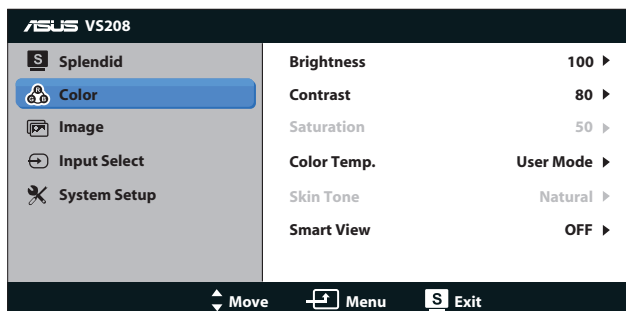 ASUS VS208
S Splendid
Color
Image
Input Select
System Setup
Brightness 100
Contrast 80
Saturation 50
Color Temp. User Mode
Skin Tone Natural
Smart View OFF
Move Menu S Exit